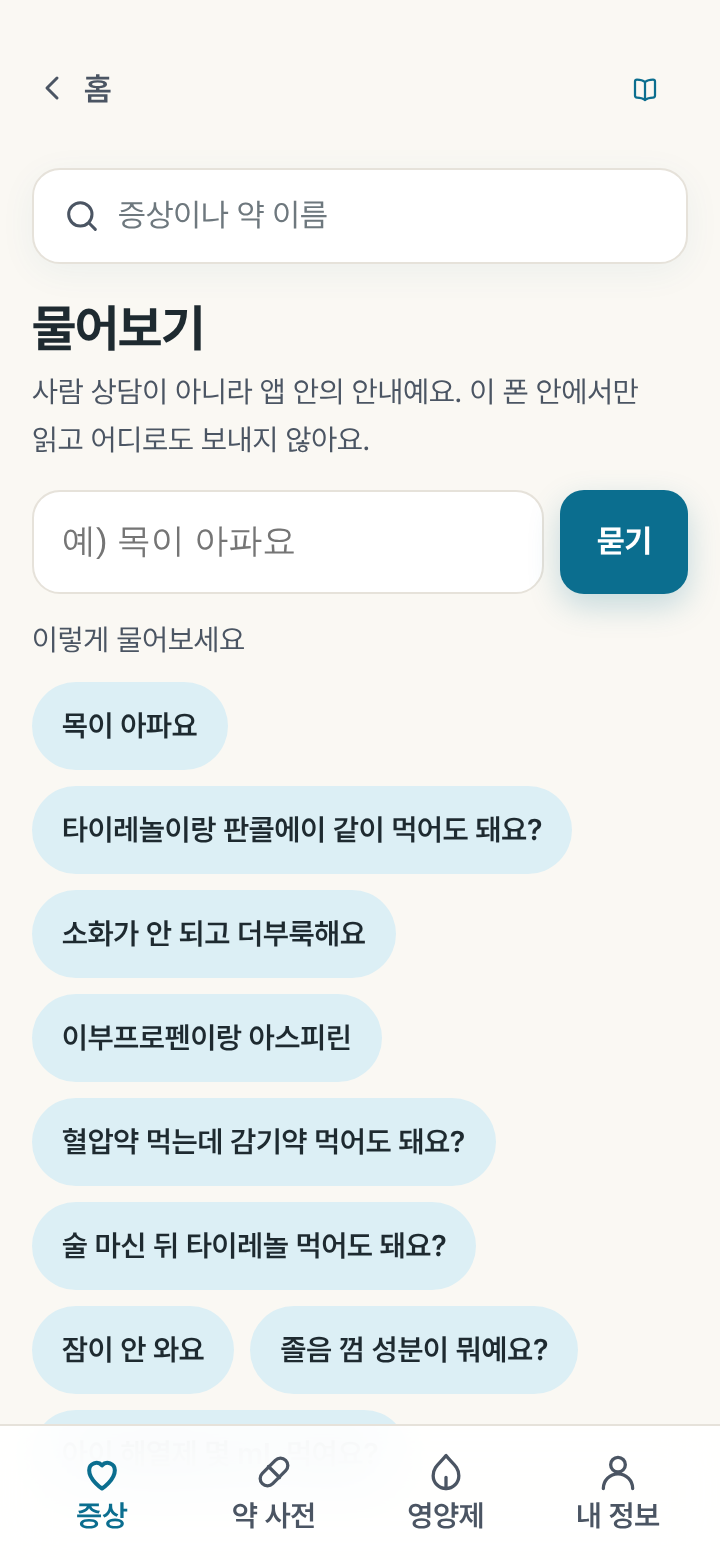 홈
증상이나 약 이름
물어보기
사람 상담이 아니라 앱 안의 안내예요. 이 폰 안에서만
읽고 어디로도 보내지 않아요.
예) 목이 아파요
묻기
이렇게 물어보세요
목이 아파요
타이레놀이랑 판콜에이 같이 먹어도 돼요?
소화가 안 되고 더부룩해요
이부프로펜이랑 아스피린
혈압약 먹는데 감기약 먹어도 돼요?
술 마신 뒤 타이레놀 먹어도 돼요?
잠이 안 와요
졸음 껌 성분이 뭐예요?
증상
약 사전
영양제
내 정보